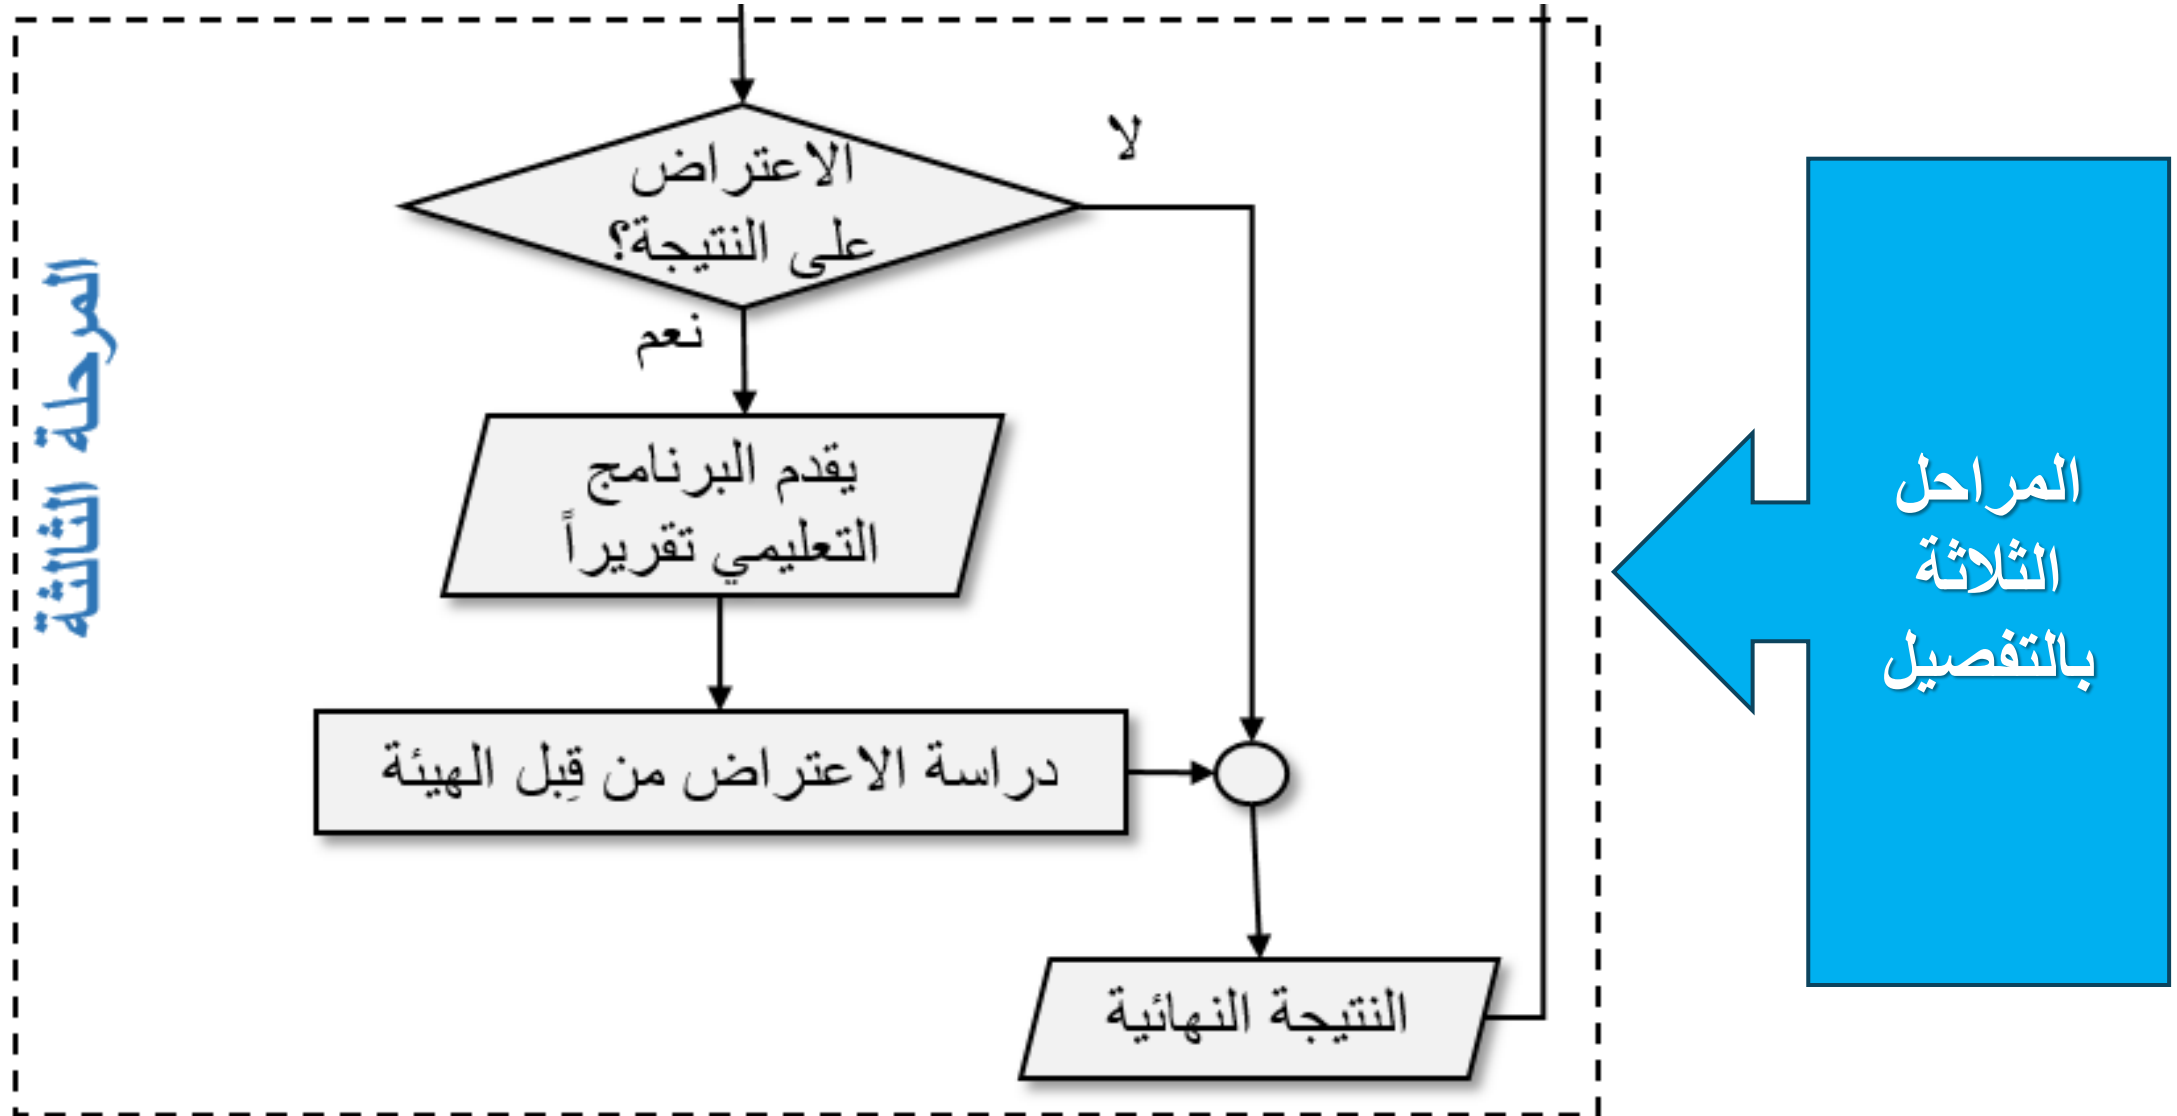 المراحل
الثلاثة
بالتفصيل
المرحلة الثالثة
الاعتراض
على النتيجة؟
لا
نعم
يقدم البرنامج
التعليمي تقريراً
دراسة الاعتراض من قِبل الهيئة
النتيجة النهائية